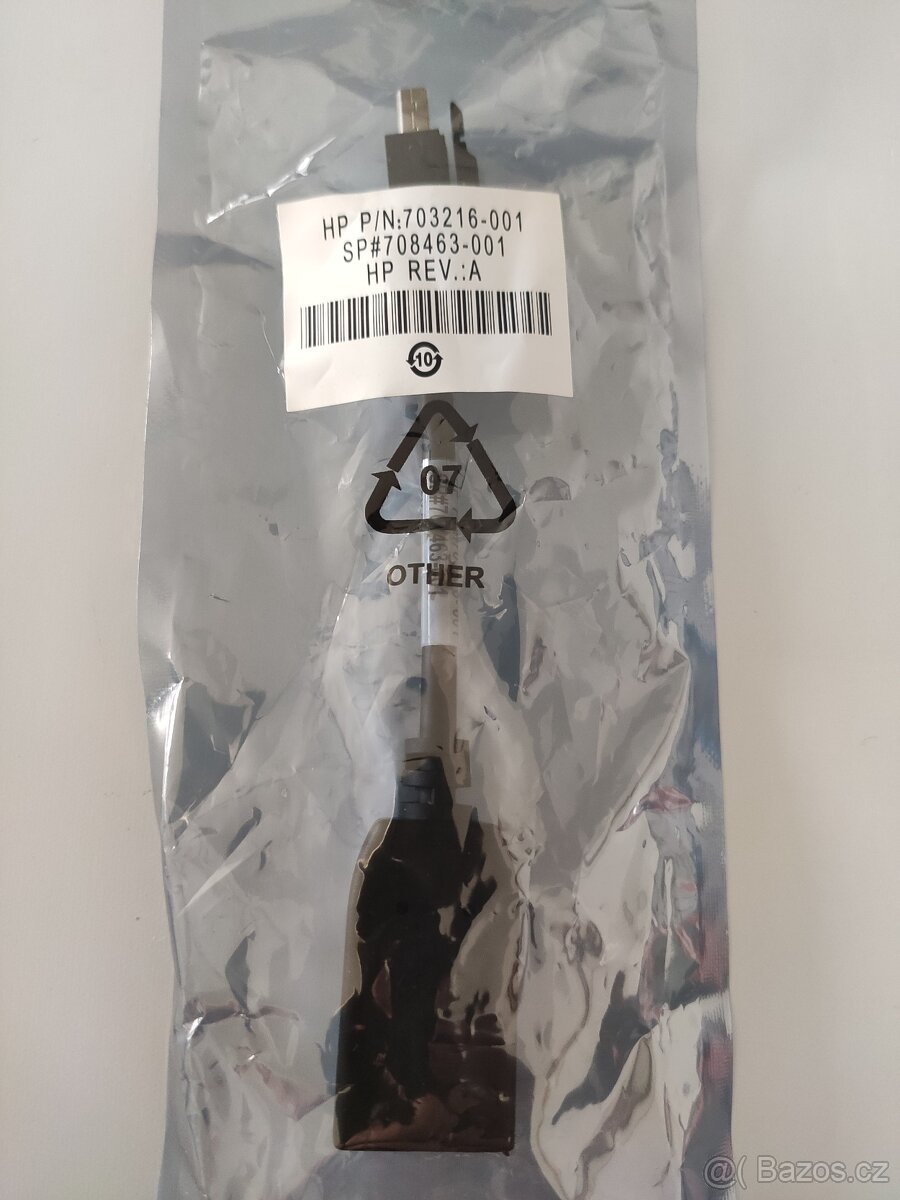 HP P/N:703216-001
SP#708463-001
HP REV.:A
10
07
OTHER
@( Bazos.cz